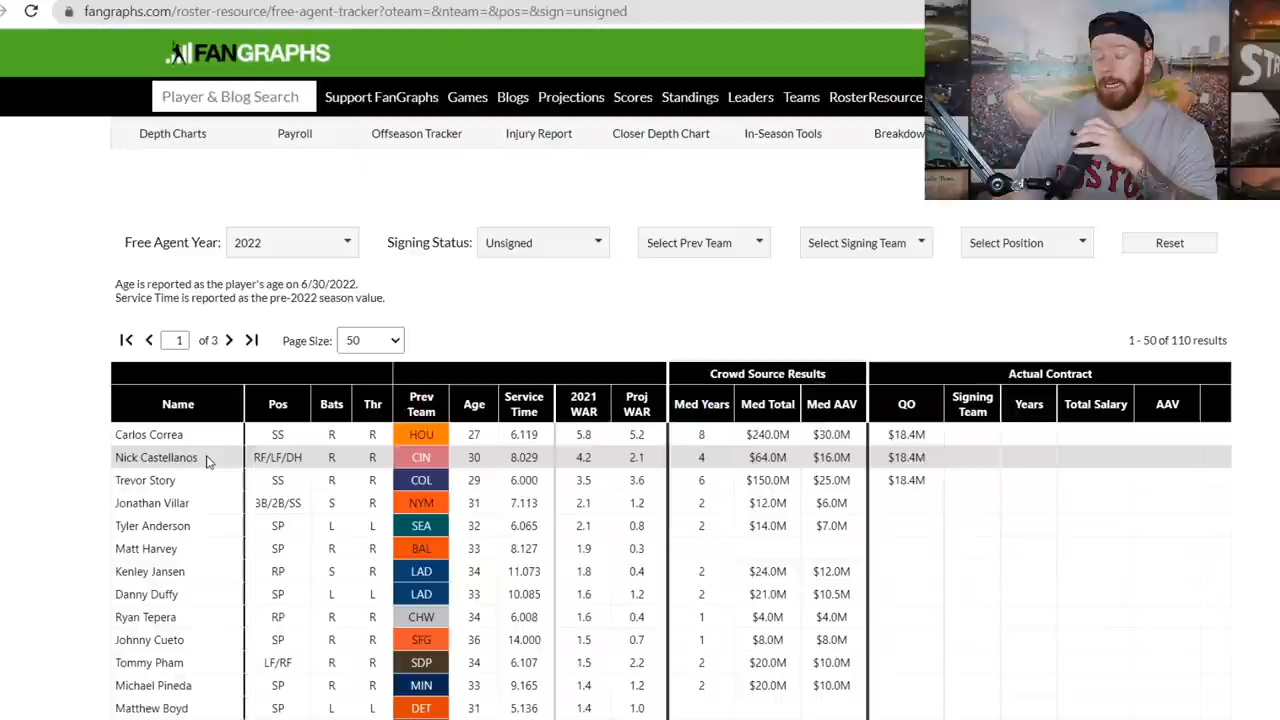 fangraphs.com/roster-resource/free-agent-tracker?oteam=&nteam=&pos=&sign=unsigned
FANGRAPHS
Player & Blog Search Support FanGraphs Games Blogs Projections Scores Standings Leaders Teams RosterResource
Depth Charts Payroll Offseason Tracker Injury Report Closer Depth Chart In-Season Tools Breakdow
Free Agent Year: 2022 Signing Status: Unsigned Select Prev Team Select Signing Team Select Position Reset
Age is reported as the player's age on 6/30/2022.
Service Time is reported as the pre-2022 season value.
1 of 3 Page Size: 50 1 - 50 of 110 results
Crowd Source Results Actual Contract
Name Pos Bats Thr Prev Team Age Service Time 2021 WAR Proj WAR Med Years Med Total Med AAV QO Signing Team Years Total Salary AAV
Carlos Correa SS R R HOU 27 6.119 5.8 5.2 8 $240.0M $30.0M $18.4M
Nick Castellanos RF/LF/DH R R CIN 30 8.029 4.2 2.1 4 $64.0M $16.0M $18.4M
Trevor Story SS R R COL 29 6.000 3.5 3.6 6 $150.0M $25.0M $18.4M
Jonathan Villar 3B/2B/SS S R NYM 31 7.113 2.1 1.2 2 $12.0M $6.0M
Tyler Anderson SP L L SEA 32 6.065 2.1 0.8 2 $14.0M $7.0M
Matt Harvey SP R R BAL 33 8.127 1.9 0.3
Kenley Jansen RP S R LAD 34 11.073 1.8 0.4 2 $24.0M $12.0M
Danny Duffy SP L L LAD 33 10.085 1.6 1.2 2 $21.0M $10.5M
Ryan Tepera RP R R CHW 34 6.008 1.6 0.4 1 $4.0M $4.0M
Johnny Cueto SP R R SFG 36 14.000 1.5 0.7 1 $8.0M $8.0M
Tommy Pham LF/RF R R SDP 34 6.107 1.5 2.2 2 $20.0M $10.0M
Michael Pineda SP R R MIN 33 9.165 1.4 1.2 2 $20.0M $10.0M
Matthew Boyd SP L L DET 31 5.136 1.4 1.0